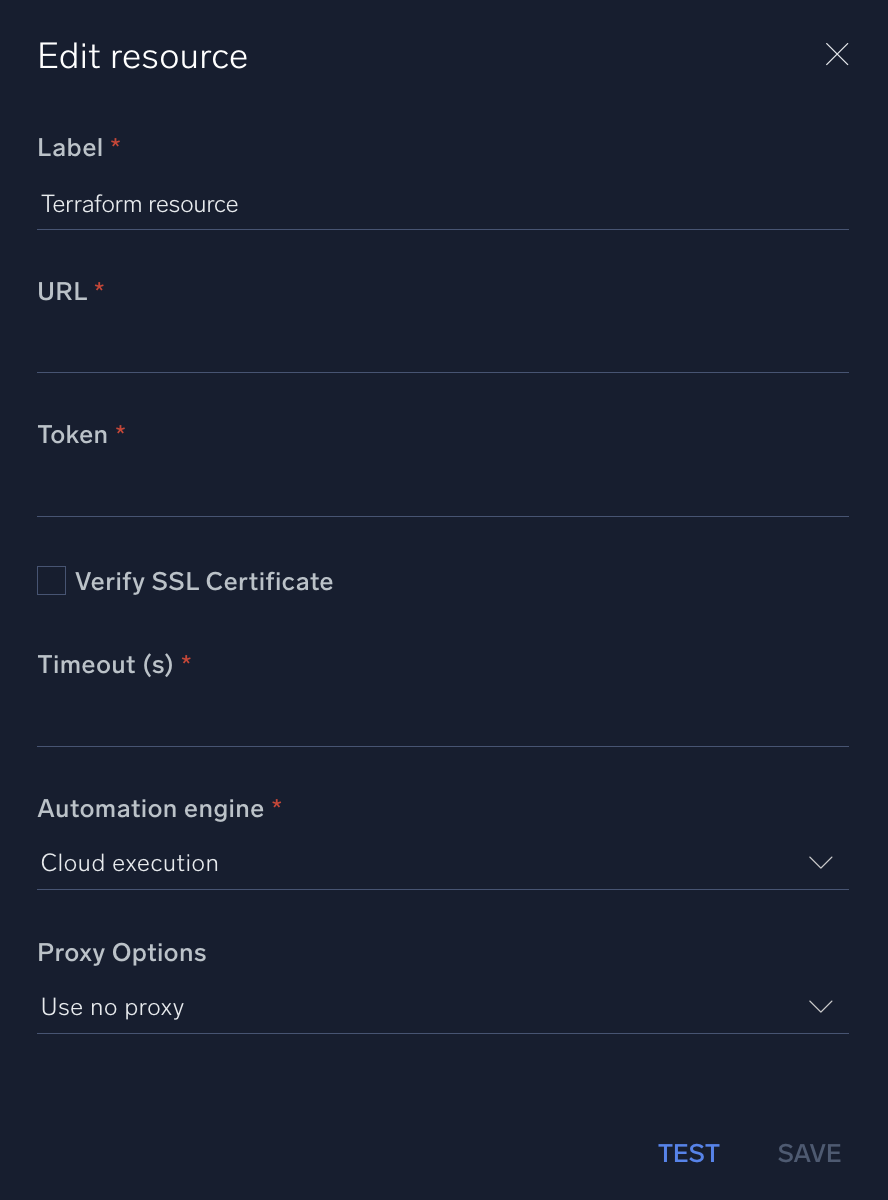 Edit resource
Label *
Terraform resource
URL *
Token *
Verify SSL Certificate
Timeout (s) *
Automation engine *
Cloud execution
Proxy Options
Use no proxy
TEST SAVE